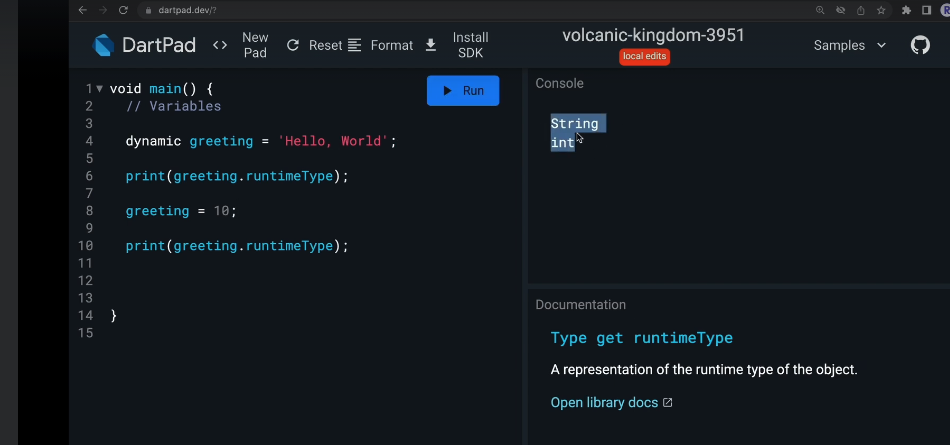 dartpad.dev/?
DartPad
<> New Pad
Reset
Format
Install SDK
volcanic-kingdom-3951
local edits
Samples
1 void main() {
2 // Variables
3
4 dynamic greeting = 'Hello, World';
5
6 print(greeting.runtimeType);
7
8 greeting = 10;
9
10 print(greeting.runtimeType);
11
12
13
14 }
15
Run
Console
String
int
Documentation
Type get runtimeType
A representation of the runtime type of the object.
Open library docs